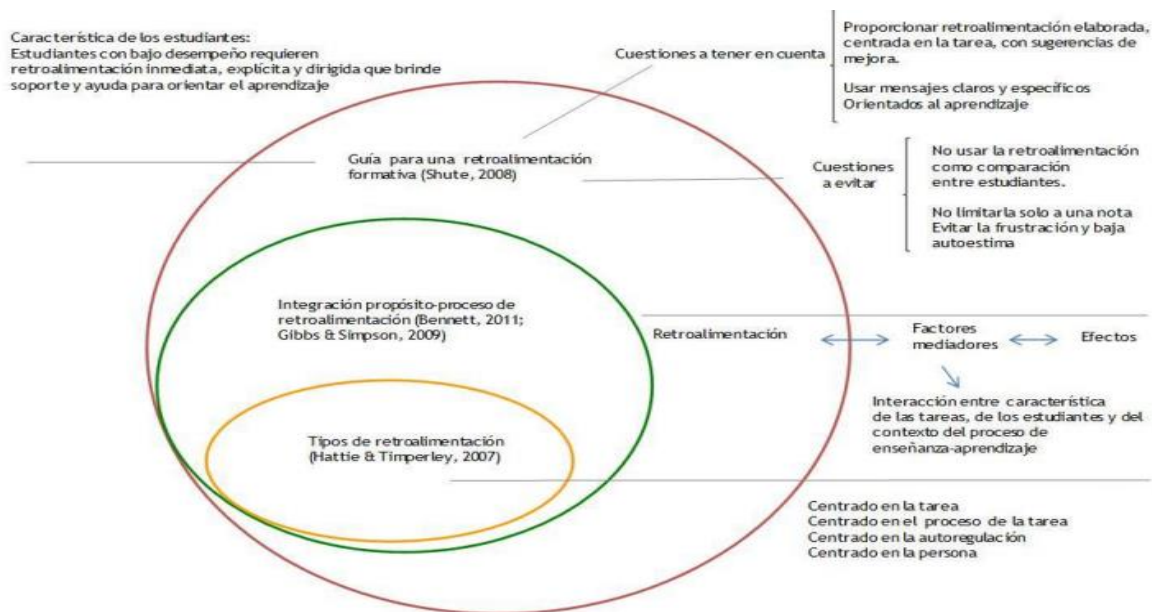 Característica de los estudiantes:
Estudiantes con bajo desempeño requieren
retroalimentación inmediata, explícita y dirigida que brinde
soporte y ayuda para orientar el aprendizaje
Cuestiones a tener en cuenta
Proporcionar retroalimentación elaborada,
centrada en la tarea, con sugerencias de
mejora.
Usar mensajes claros y específicos
Orientados al aprendizaje
Guía para una retroalimentación
formativa (Shute, 2008)
Cuestiones
a evitar
No usar la retroalimentación
como comparación
entre estudiantes.
No limitarla solo a una nota
Evitar la frustración y baja
autoestima
Integración propósito-proceso de
retroalimentación (Bennett, 2011;
Gibbs & Simpson, 2009)
Retroalimentación
Factores
mediadores
Efectos
Interacción entre característica
de las tareas, de los estudiantes y del
contexto del proceso de
enseñanza-aprendizaje
Tipos de retroalimentación
(Hattie & Timperley, 2007)
Centrado en la tarea
Centrado en el proceso de la tarea
Centrado en la autoregulación
Centrado en la persona